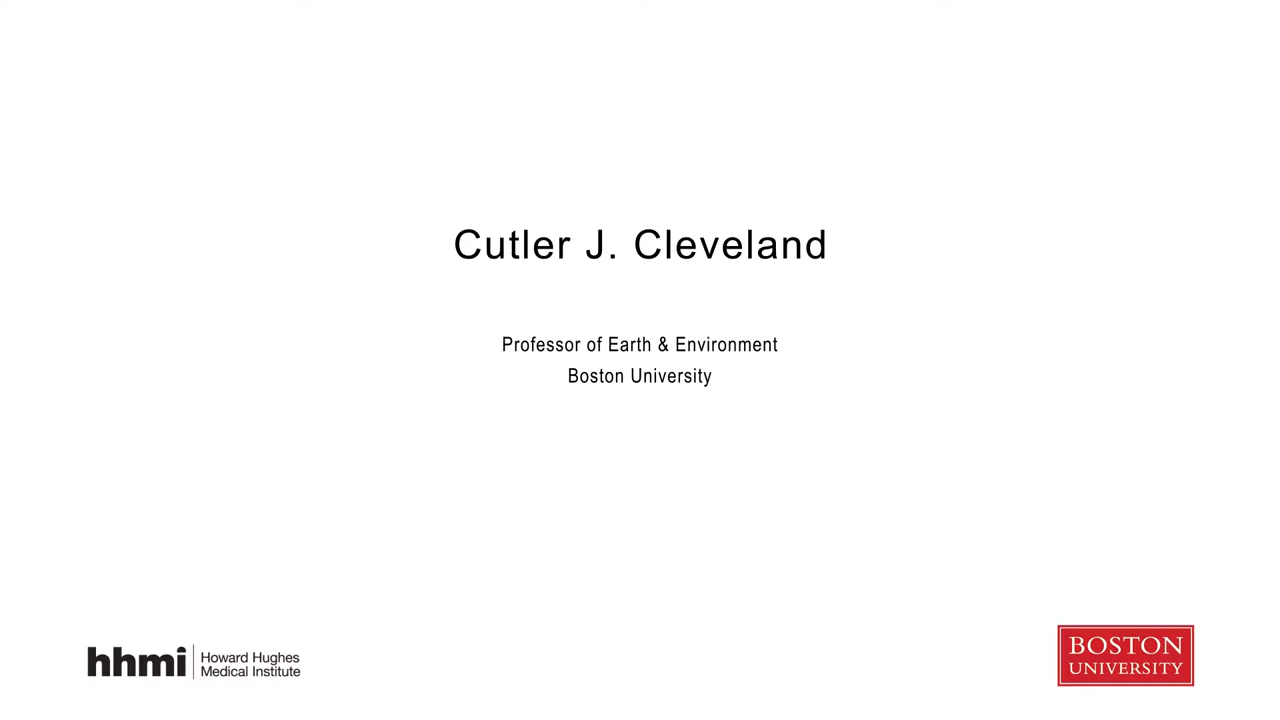 Cutler J. Cleveland
Professor of Earth & Environment
Boston University
hhmi
Howard Hughes
Medical Institute
BOSTON
UNIVERSITY